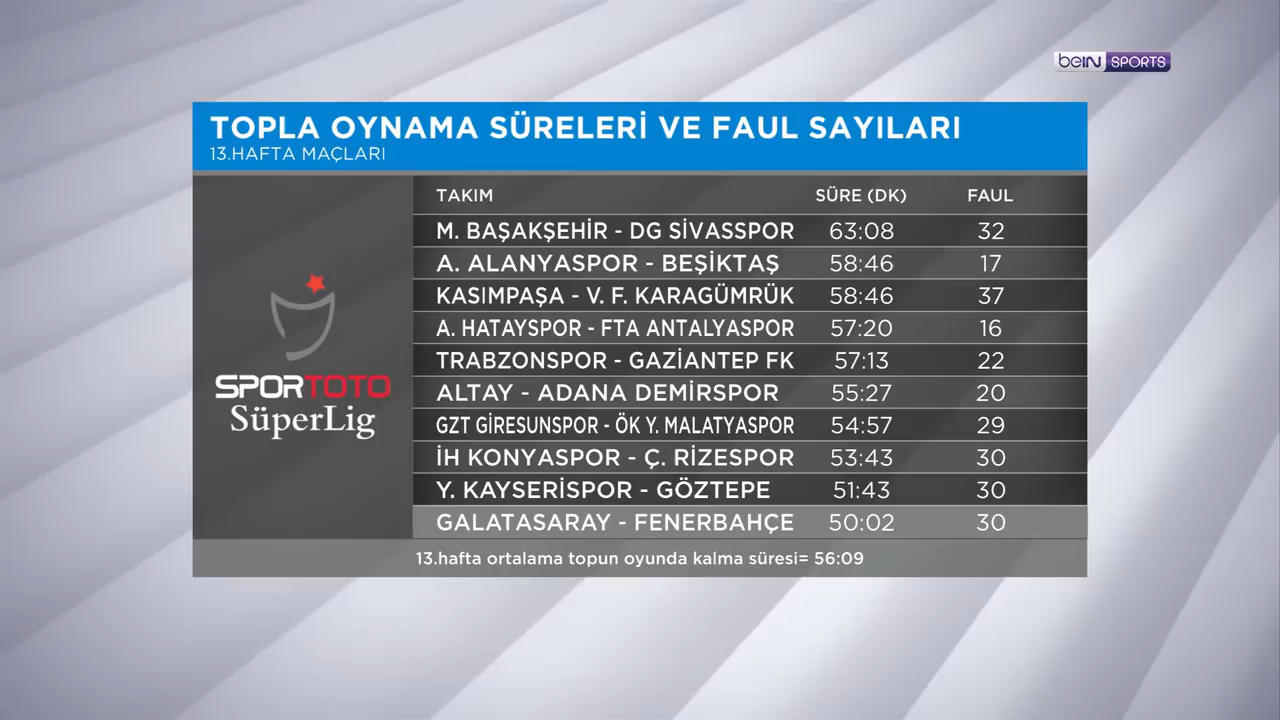 beIN SPORTS
TOPLA OYNAMA SÜRELERİ VE FAUL SAYILARI
13.HAFTA MAÇLARI
TAKIM SÜRE (DK) FAUL
M. BAŞAKŞEHİR - DG SİVASSPOR 63:08 32
A. ALANYASPOR - BEŞİKTAŞ 58:46 17
KASIMPAŞA - V. F. KARAGÜMRÜK 58:46 37
A. HATAYSPOR - FTA ANTALYASPOR 57:20 16
TRABZONSPOR - GAZİANTEP FK 57:13 22
ALTAY - ADANA DEMİRSPOR 55:27 20
GZT GİRESUNSPOR - ÖK Y. MALATYASPOR 54:57 29
İH KONYASPOR - Ç. RİZESPOR 53:43 30
Y. KAYSERİSPOR - GÖZTEPE 51:43 30
GALATASARAY - FENERBAHÇE 50:02 30
SPORTOTO
SüperLig
13.hafta ortalama topun oyunda kalma süresi= 56:09